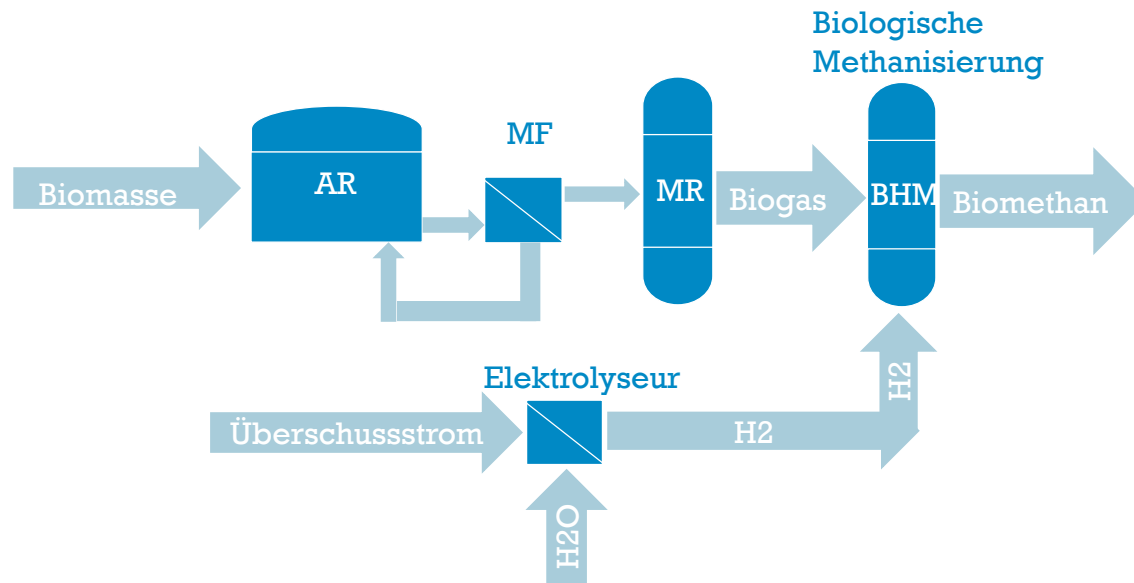 Biologische
Methanisierung
MF
Biomasse
AR
MR
Biogas
BHM
Biomethan
Elektrolyseur
H2
Überschussstrom
H2
H2O